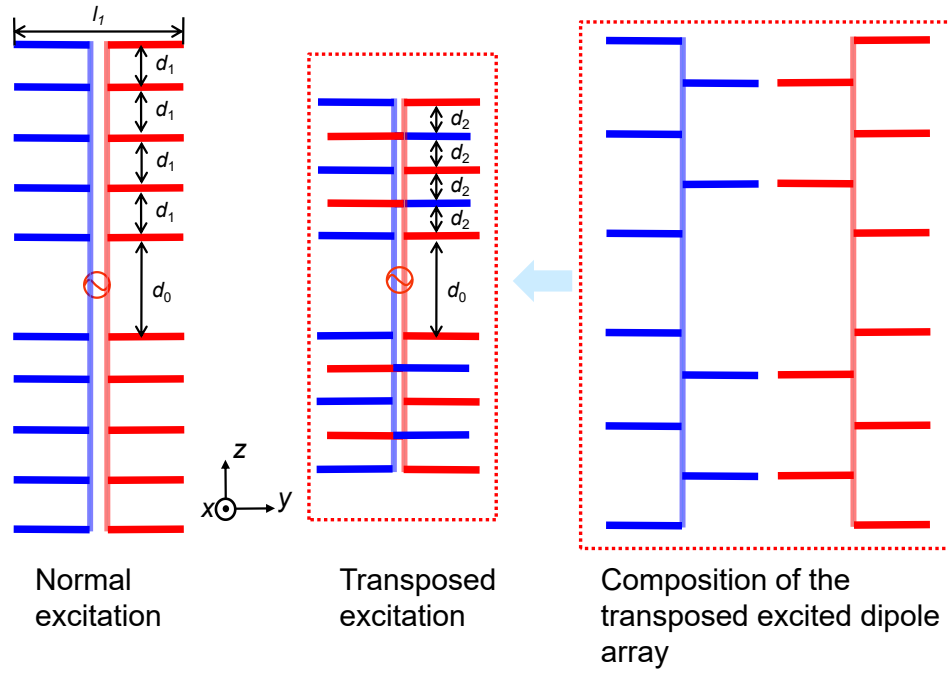 l1
d1
d1
d1
d1
d0
d2
d2
d2
d2
d0
z
x
y
Normal
excitation
Transposed
excitation
Composition of the
transposed excited dipole
array